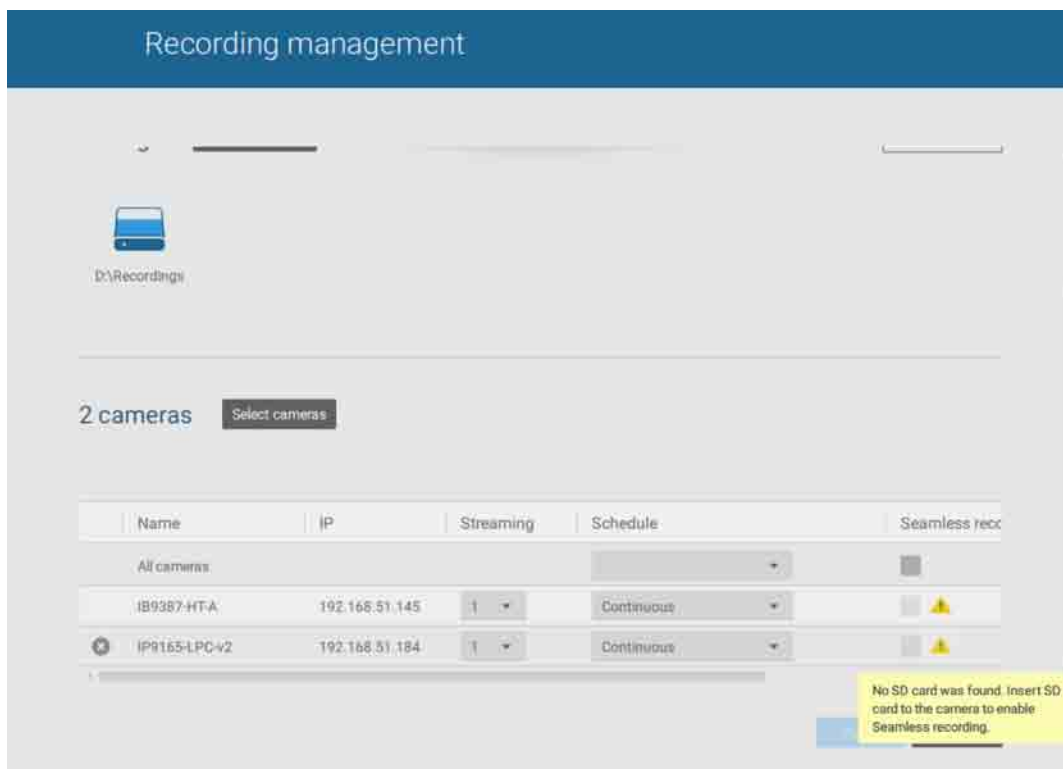 Recording management
D:\Recordings
2 cameras
Select cameras
Name IP Streaming Schedule Seamless reco
All cameras
IB9387-HT-A 192.168.51.145 1 Continuous
IP9165-LPC-v2 192.168.51.184 1 Continuous
No SD card was found. Insert SD
card to the camera to enable
Seamless recording.